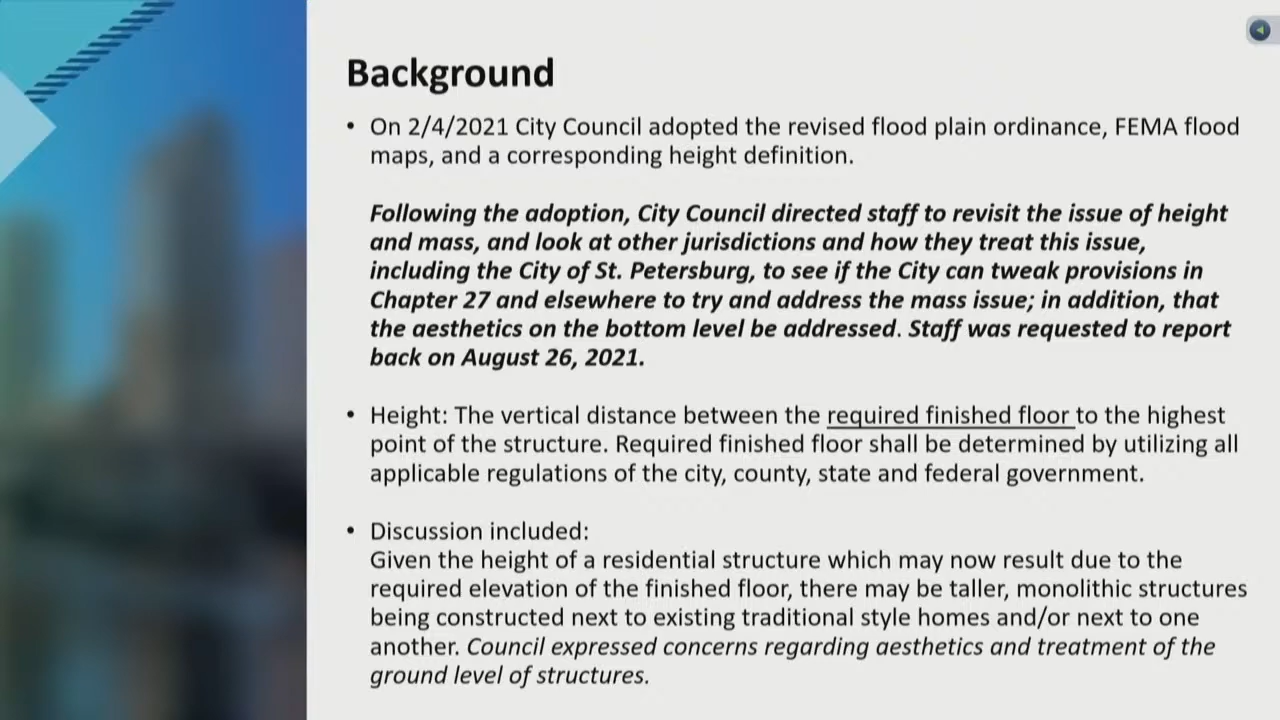 Background
• On 2/4/2021 City Council adopted the revised flood plain ordinance, FEMA flood
maps, and a corresponding height definition.
Following the adoption, City Council directed staff to revisit the issue of height
and mass, and look at other jurisdictions and how they treat this issue,
including the City of St. Petersburg, to see if the City can tweak provisions in
Chapter 27 and elsewhere to try and address the mass issue; in addition, that
the aesthetics on the bottom level be addressed. Staff was requested to report
back on August 26, 2021.
• Height: The vertical distance between the required finished floor to the highest
point of the structure. Required finished floor shall be determined by utilizing all
applicable regulations of the city, county, state and federal government.
• Discussion included:
Given the height of a residential structure which may now result due to the
required elevation of the finished floor, there may be taller, monolithic structures
being constructed next to existing traditional style homes and/or next to one
another. Council expressed concerns regarding aesthetics and treatment of the
ground level of structures.